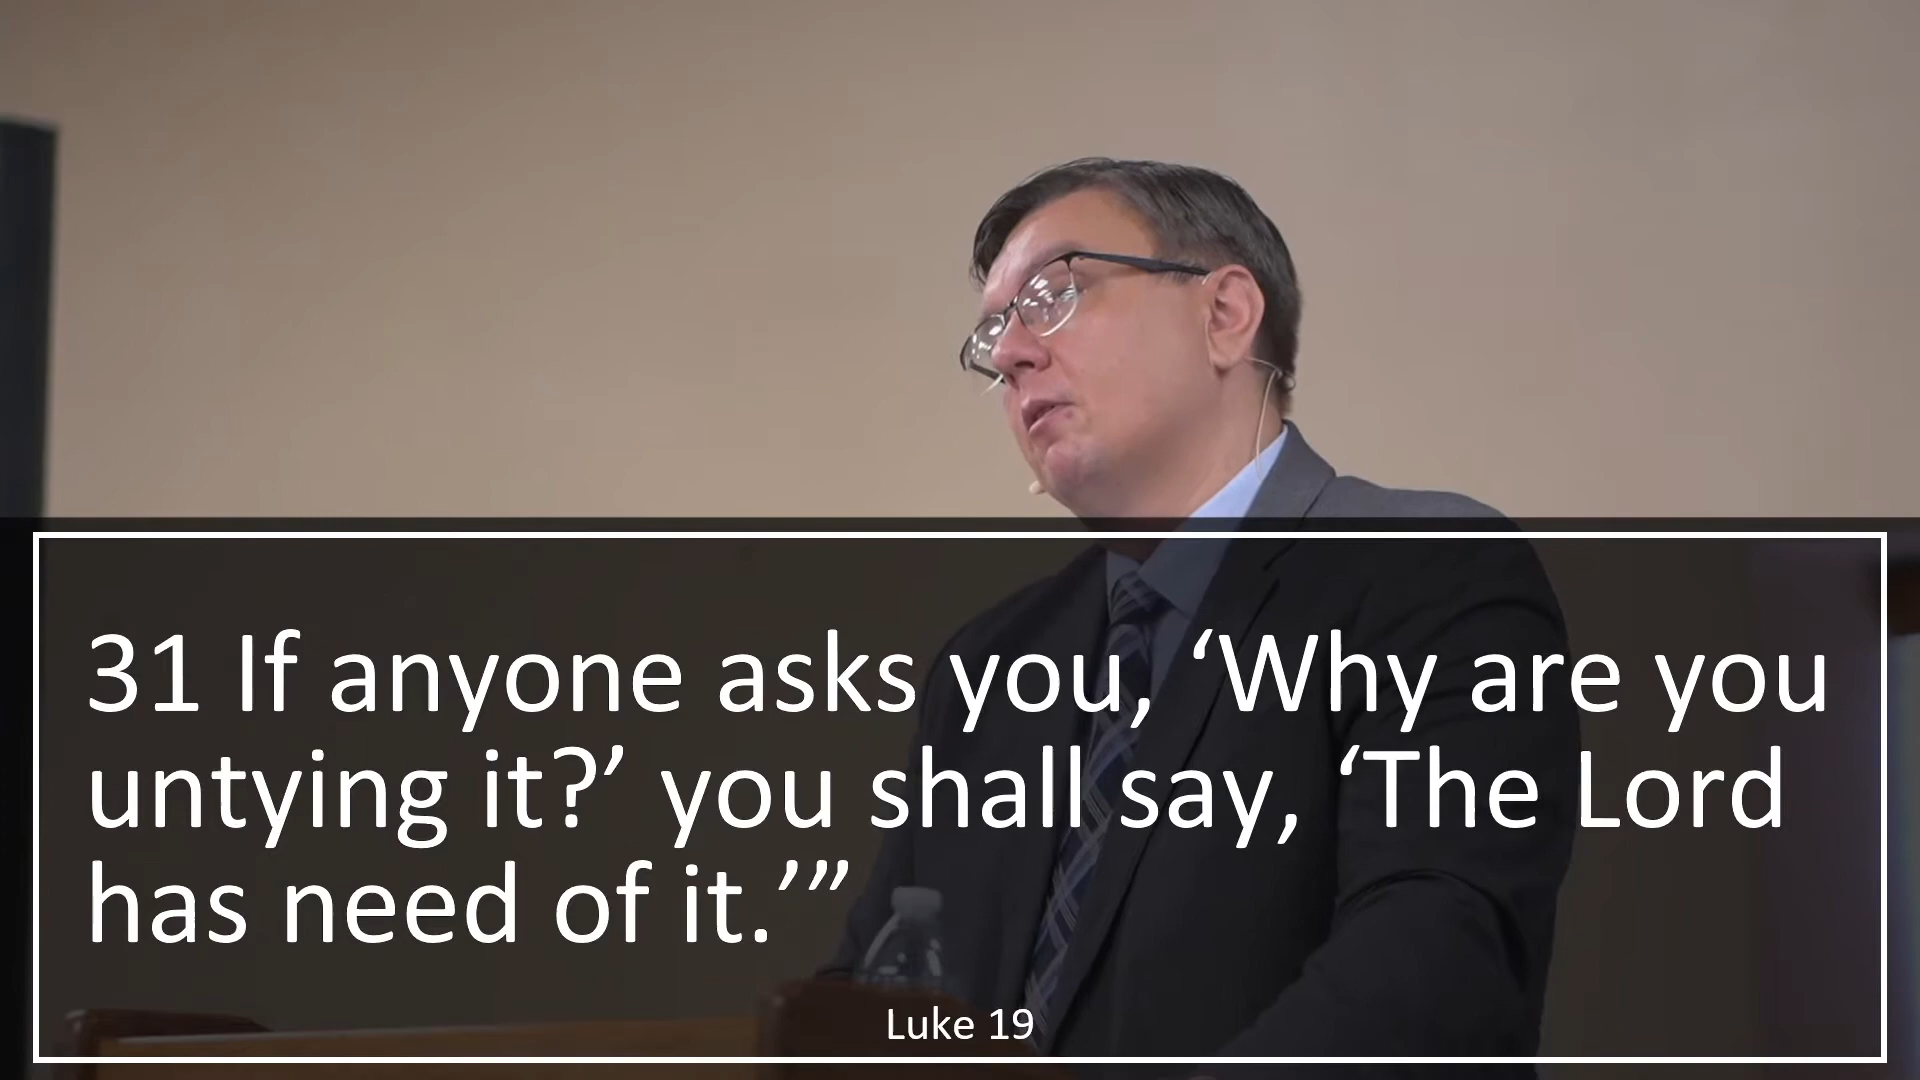 31 If anyone asks you, ‘Why are you
untying it?’ you shall say, ‘The Lord
has need of it.’”
Luke 19